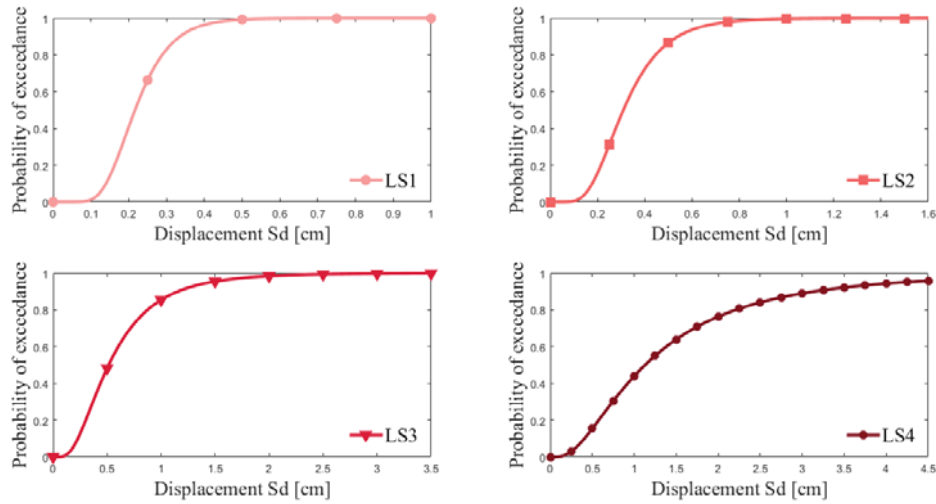 Probability of exceedance
1
0.8
0.6
0.4
0.2
0
0 0.1 0.2 0.3 0.4 0.5 0.6 0.7 0.8 0.9 1
Displacement Sd [cm]
LS1
Probability of exceedance
1
0.8
0.6
0.4
0.2
0
0 0.2 0.4 0.6 0.8 1 1.2 1.4 1.6
Displacement Sd [cm]
LS2
Probability of exceedance
1
0.8
0.6
0.4
0.2
0
0 0.5 1 1.5 2 2.5 3 3.5
Displacement Sd [cm]
LS3
Probability of exceedance
1
0.8
0.6
0.4
0.2
0
0 0.5 1 1.5 2 2.5 3 3.5 4 4.5
Displacement Sd [cm]
LS4